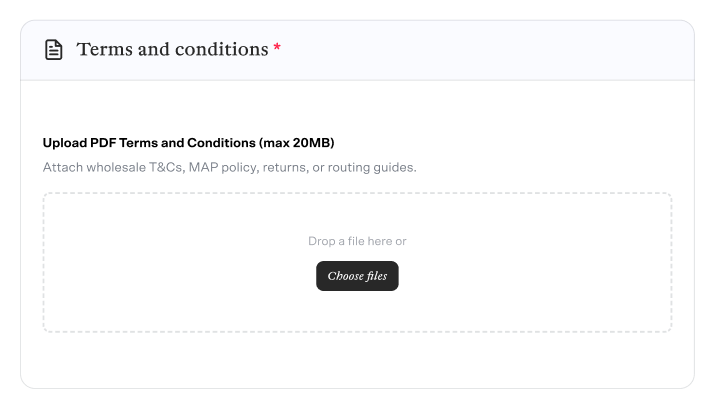 Terms and conditions *
Upload PDF Terms and Conditions (max 20MB)
Attach wholesale T&Cs, MAP policy, returns, or routing guides.
Drop a file here or
Choose files